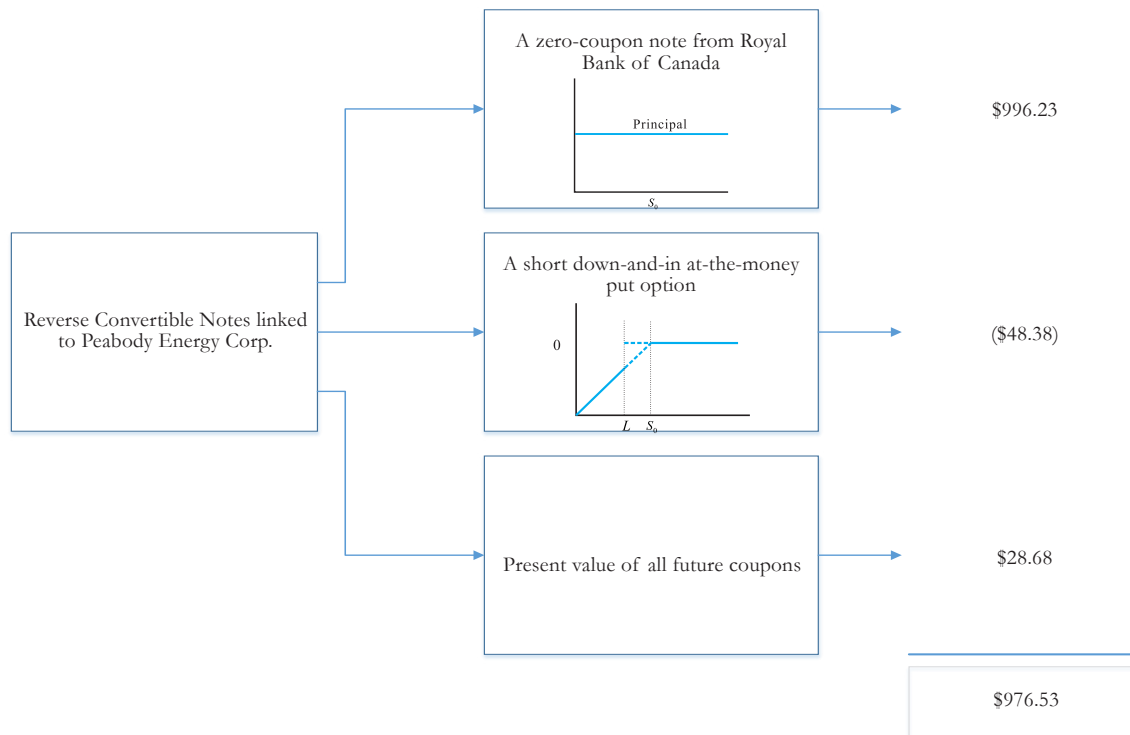 A zero-coupon note from Royal
Bank of Canada
Principal
S₀
$996.23
Reverse Convertible Notes linked
to Peabody Energy Corp.
A short down-and-in at-the-money
put option
0
L S₀
($48.38)
Present value of all future coupons
$28.68
$976.53